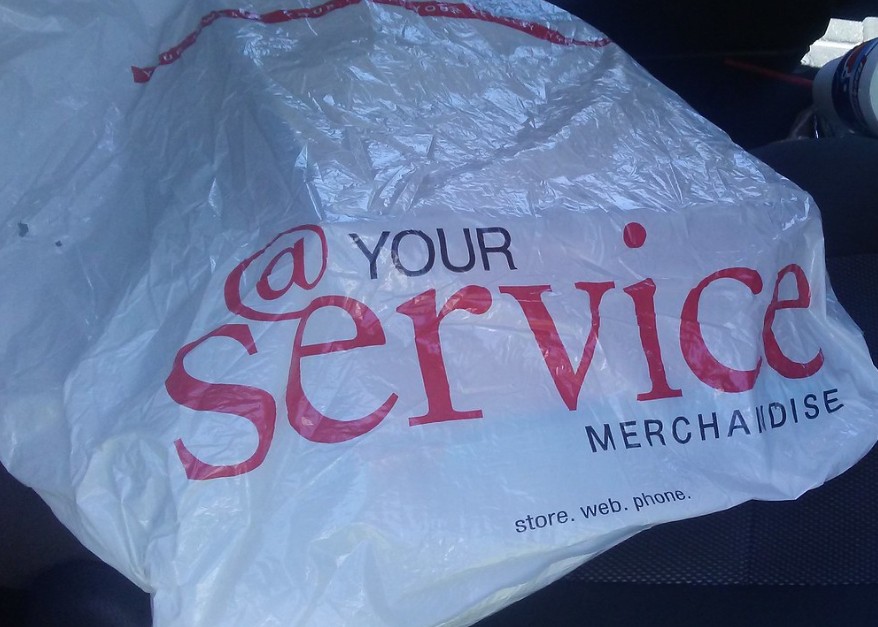 @ YOUR
service
MERCHANDISE
store. web. phone.